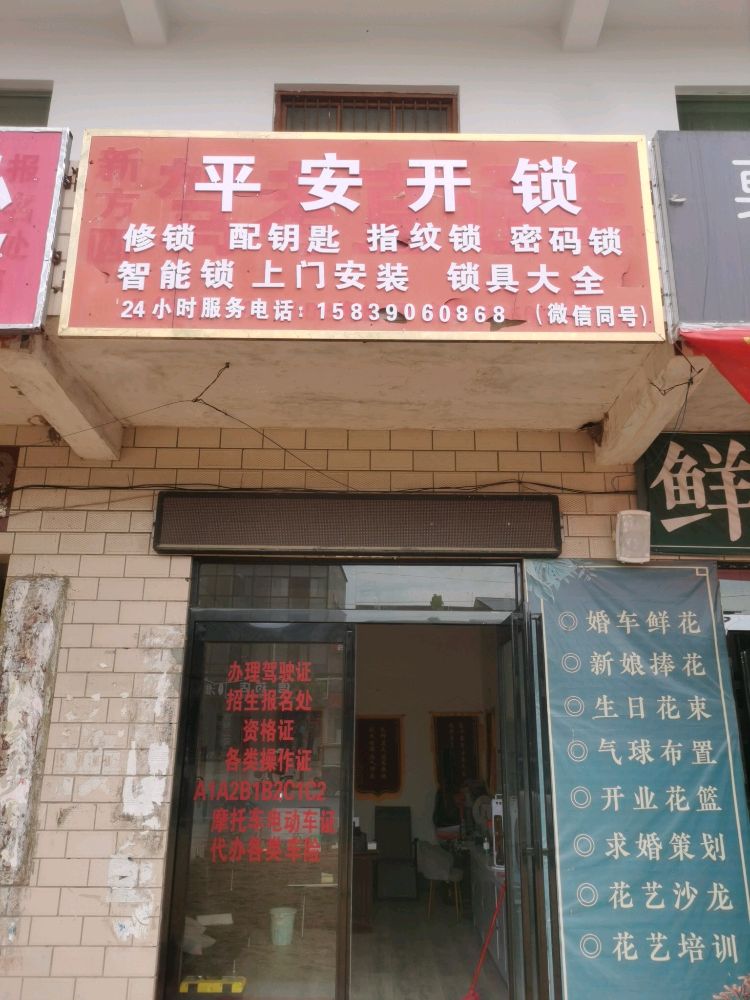 平安开锁
修锁 配钥匙 指纹锁 密码锁
智能锁 上门安装 锁具大全
24小时服务电话:15839060868 (微信同号)
新方
报名处
鲜
办理驾驶证
招生报名处
资格证
各类操作证
A1A2B1B2C1C2
摩托车电动车证
代办各类车险
◎婚车鲜花
◎新娘捧花
◎生日花束
◎气球布置
◎开业花篮
◎求婚策划
◎花艺沙龙
◎花艺培训